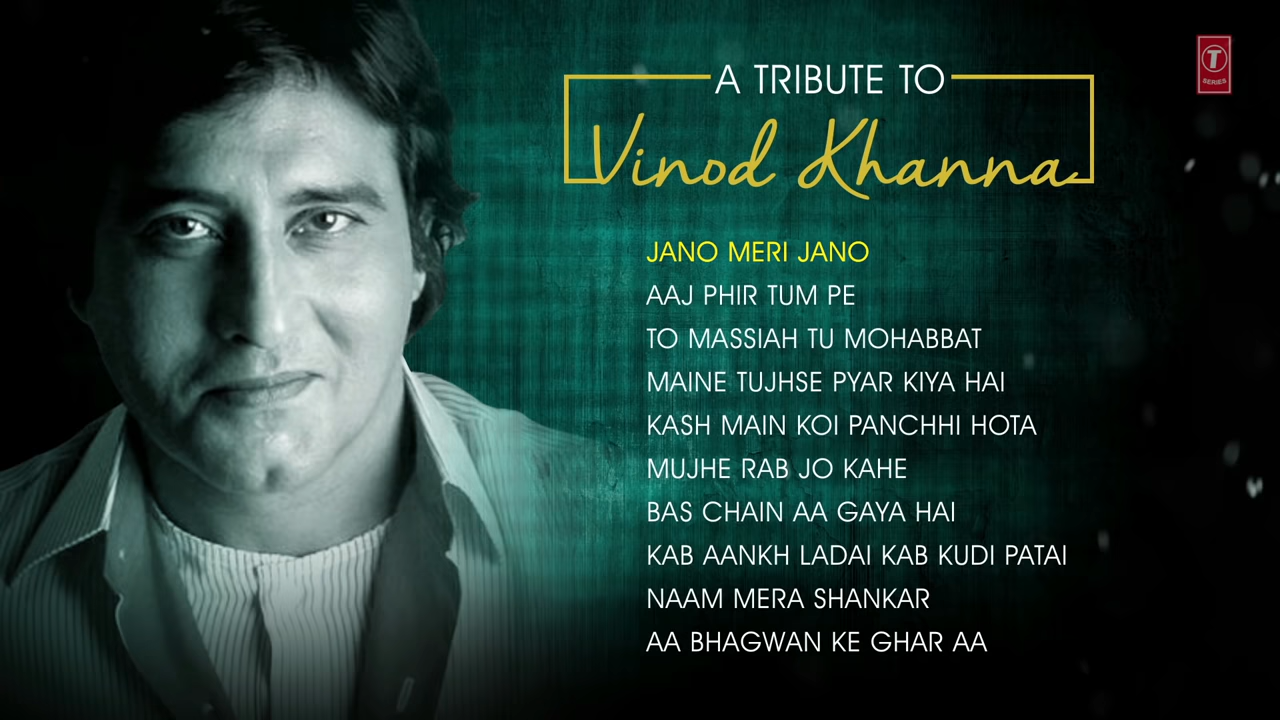 A TRIBUTE TO
Vinod Khanna
T
SERIES
JANO MERI JANO
AAJ PHIR TUM PE
TO MASSIAH TU MOHABBAT
MAINE TUJHSE PYAR KIYA HAI
KASH MAIN KOI PANCHHI HOTA
MUJHE RAB JO KAHE
BAS CHAIN AA GAYA HAI
KAB AANKH LADAI KAB KUDI PATAI
NAAM MERA SHANKAR
AA BHAGWAN KE GHAR AA